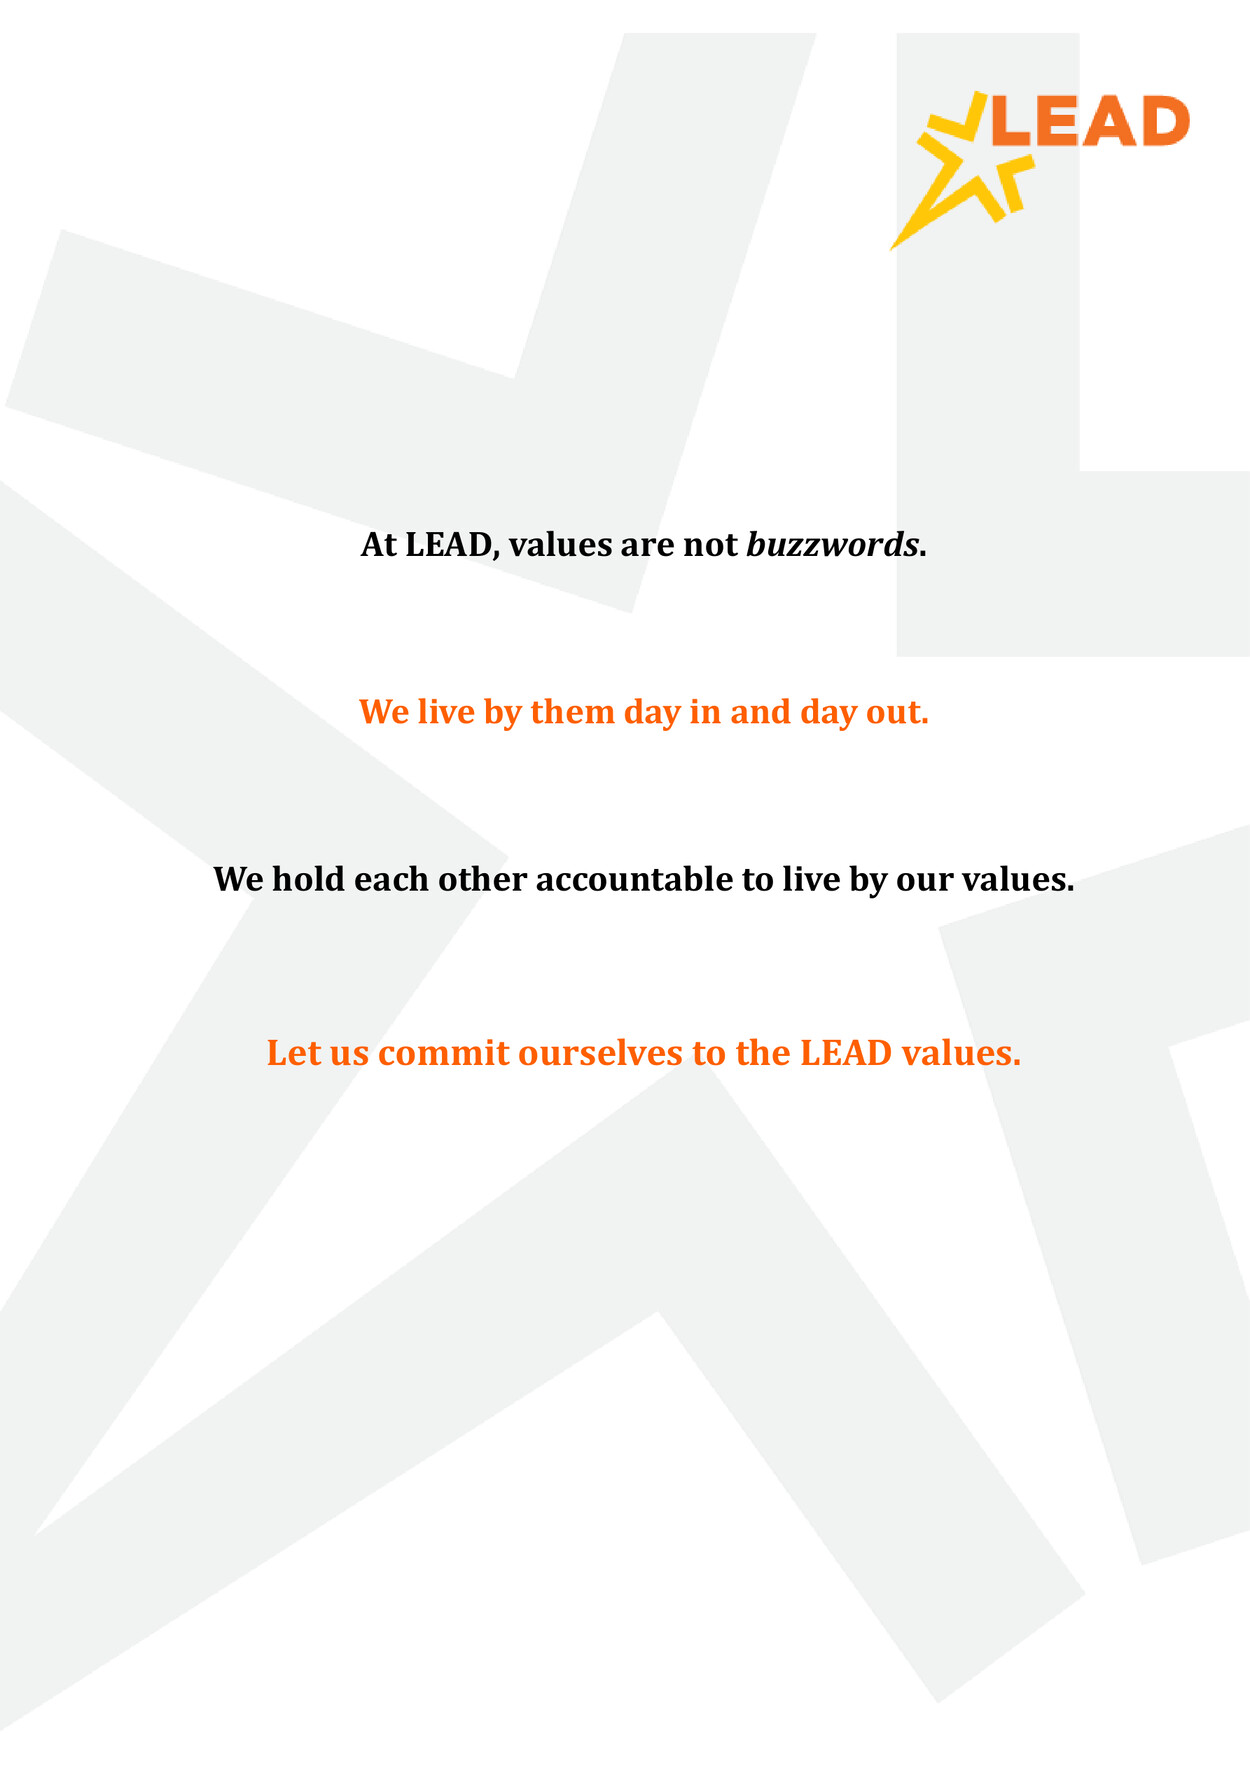 LEAD
At LEAD, values are not buzzwords.
We live by them day in and day out.
We hold each other accountable to live by our values.
Let us commit ourselves to the LEAD values.